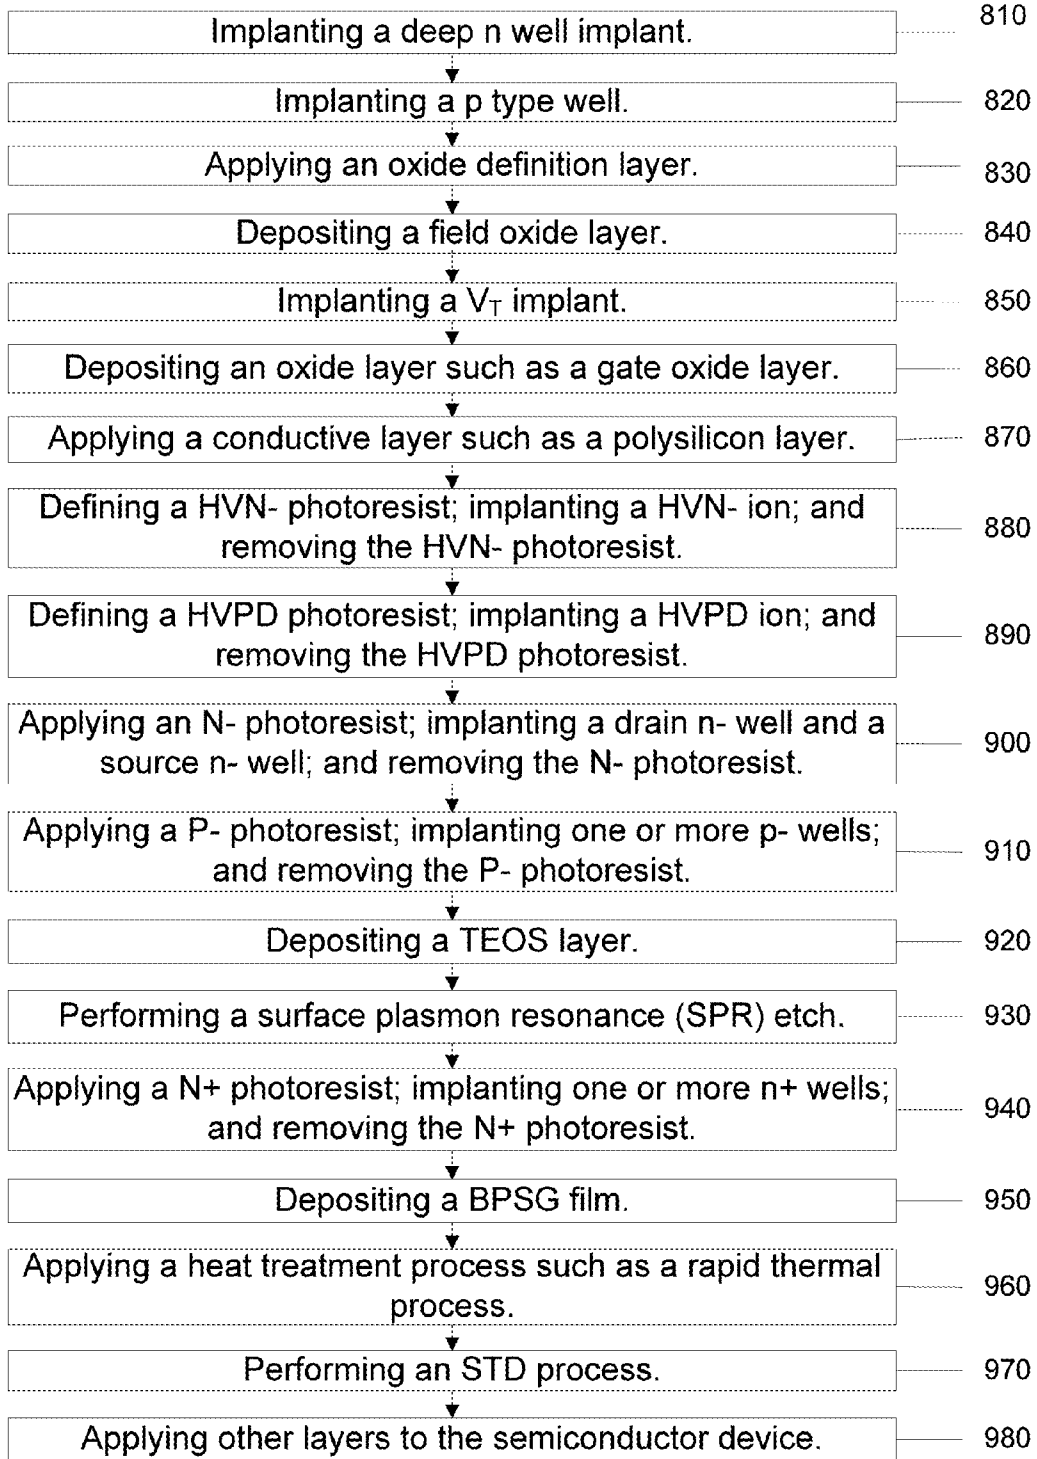 810
Implanting a deep n well implant.
Implanting a p type well.
820
Applying an oxide definition layer.
830
Depositing a field oxide layer.
840
Implanting a VT implant.
850
Depositing an oxide layer such as a gate oxide layer.
860
Applying a conductive layer such as a polysilicon layer.
870
Defining a HVN- photoresist; implanting a HVN- ion; and
removing the HVN- photoresist.
880
Defining a HVPD photoresist; implanting a HVPD ion; and
removing the HVPD photoresist.
890
Applying an N- photoresist; implanting a drain n- well and a
source n- well; and removing the N- photoresist.
900
Applying a P- photoresist; implanting one or more p- wells;
and removing the P- photoresist.
910
Depositing a TEOS layer.
920
Performing a surface plasmon resonance (SPR) etch.
930
Applying a N+ photoresist; implanting one or more n+ wells;
and removing the N+ photoresist.
940
Depositing a BPSG film.
950
Applying a heat treatment process such as a rapid thermal
process.
960
Performing an STD process.
970
Applying other layers to the semiconductor device.
980